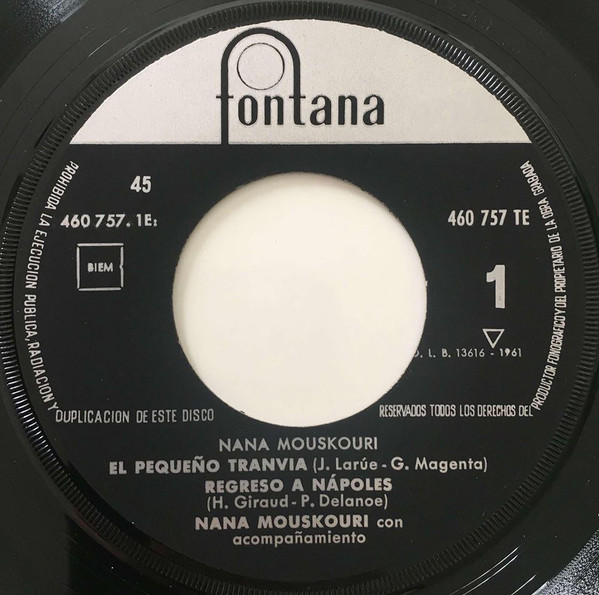 fontana
45
460 757. 1E:
460 757 TE
BIEM
1
D. L. B. 13616 - 1961
PROHIBIDA LA EJECUCION PUBLICA, RADIACION Y
DUPLICACION DE ESTE DISCO
RESERVADOS TODOS LOS DERECHOS DEL
PRODUCTOR FONOGRAFICO Y DEL PROPIETARIO DE LA OBRA GRABADA
NANA MOUSKOURI
EL PEQUEÑO TRANVIA (J. Larúe - G. Magenta)
REGRESO A NÁPOLES
(H. Giraud - P. Delanoe)
NANA MOUSKOURI con
acompañamiento